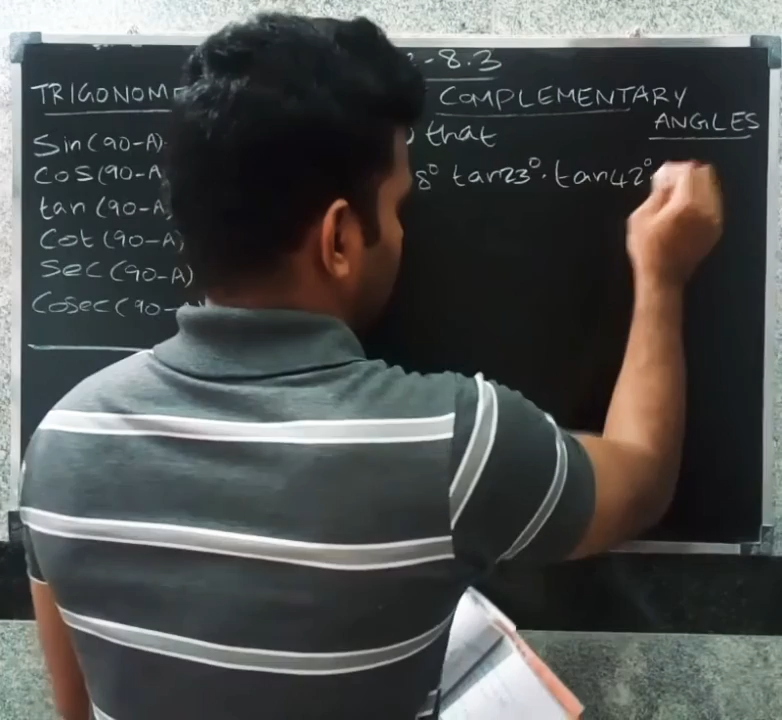 -8.3
COMPLEMENTARY
ANGLES
Sin(90-A)
that
COS(90-A
8° tan23°. tan42°.
tan (90-A)
Cot (90-A)
Sec (90-A)
Cosec(90-